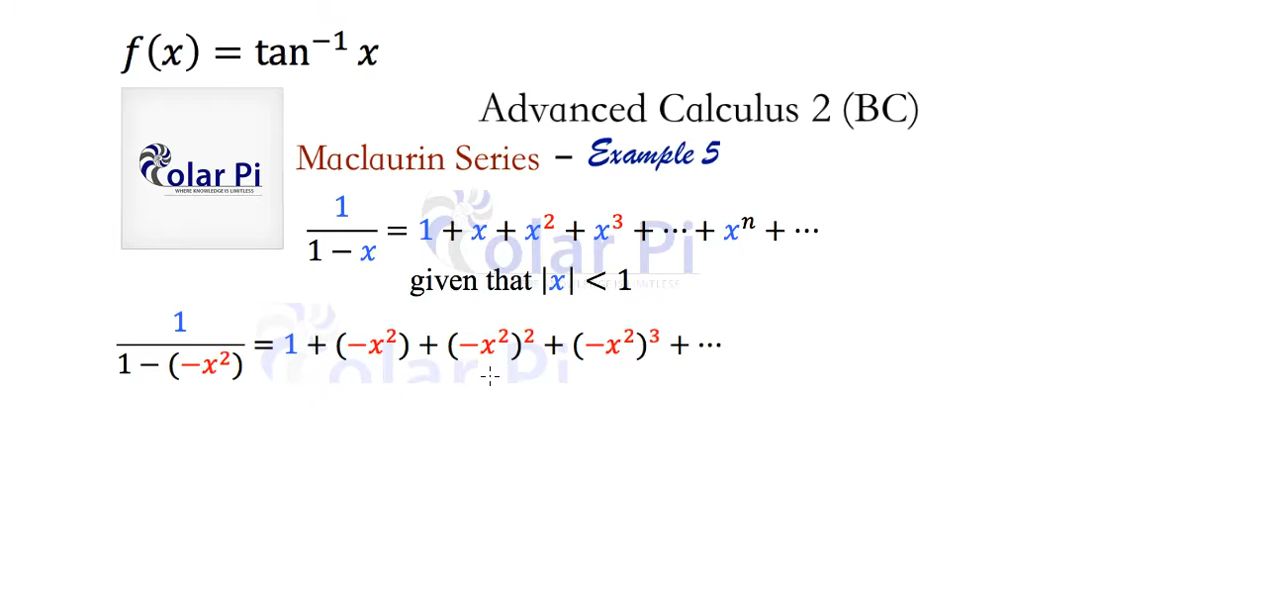 f(x) = tan⁻¹ x
Advanced Calculus 2 (BC)
Maclaurin Series – Example 5
olar Pi
WHERE KNOWLEDGE IS LIMITLESS
1/(1 − x) = 1 + x + x² + x³ + ⋯ + xⁿ + ⋯
given that |x| < 1
1/(1 − (−x²)) = 1 + (−x²) + (−x²)² + (−x²)³ + ⋯